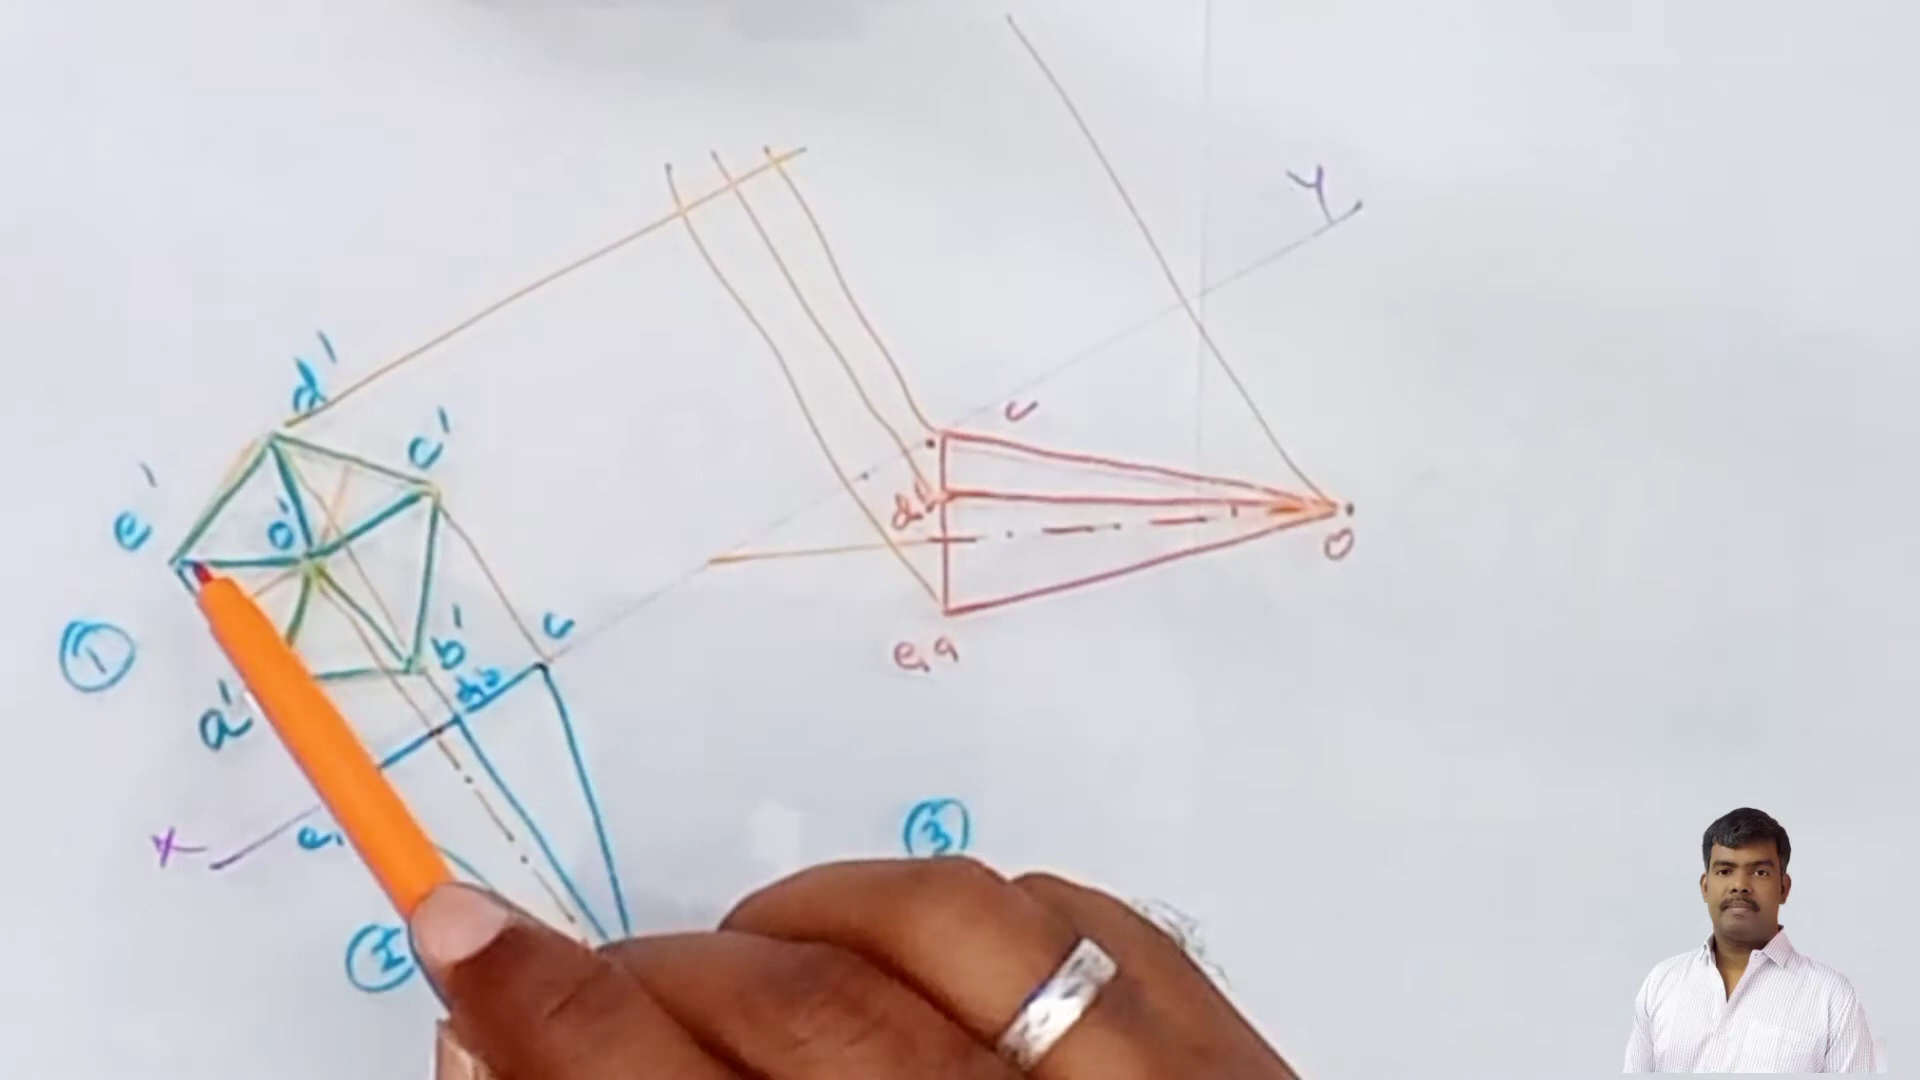 Y
d'
c'
c
e'
o'
d,b
o
①
b'
c
e,a
d,b
a'
X
e,
③
②